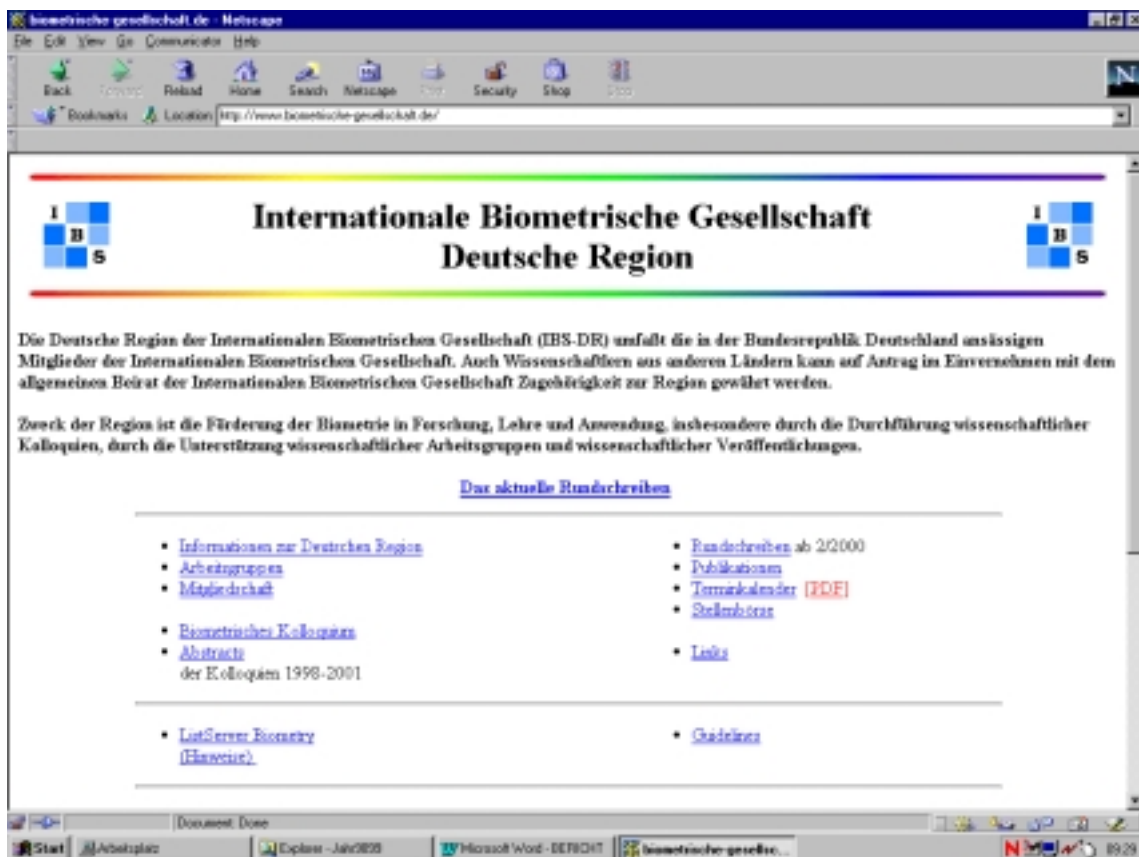 biometrische-gesellschaft.de - Netscape
File Edit View Go Communicator Help
Back Forward Reload Home Search Netscape Print Security Shop Stop
N
Bookmarks Location http://www.biometrische-gesellschaft.de/
I B S
Internationale Biometrische Gesellschaft
Deutsche Region
I B S
Die Deutsche Region der Internationalen Biometrischen Gesellschaft (IBS-DR) umfaßt die in der Bundesrepublik Deutschland ansässigen
Mitglieder der Internationalen Biometrischen Gesellschaft. Auch Wissenschaftlern aus anderen Ländern kann auf Antrag im Einvernehmen mit dem
allgemeinen Beirat der Internationalen Biometrischen Gesellschaft Zugehörigkeit zur Region gewährt werden.
Zweck der Region ist die Förderung der Biometrie in Forschung, Lehre und Anwendung, insbesondere durch die Durchführung wissenschaftlicher
Kolloquien, durch die Unterstützung wissenschaftlicher Arbeitsgruppen und wissenschaftlicher Veröffentlichungen.
Das aktuelle Rundschreiben
Informationen zur Deutschen Region
Arbeitsgruppen
Mitgliedschaft
Biometrisches Kolloquium
Abstracts
der Kolloquien 1998-2001
Rundschreiben ab 2/2000
Publikationen
Terminkalender [PDF]
Stellenbörse
Links
ListServer Biometry
(Hinweise)
Guidelines
Document: Done
Start Arbeitsplatz Explorer - Jahr9899 Microsoft Word - BERICHT biometrische-gesellsc... 09:29